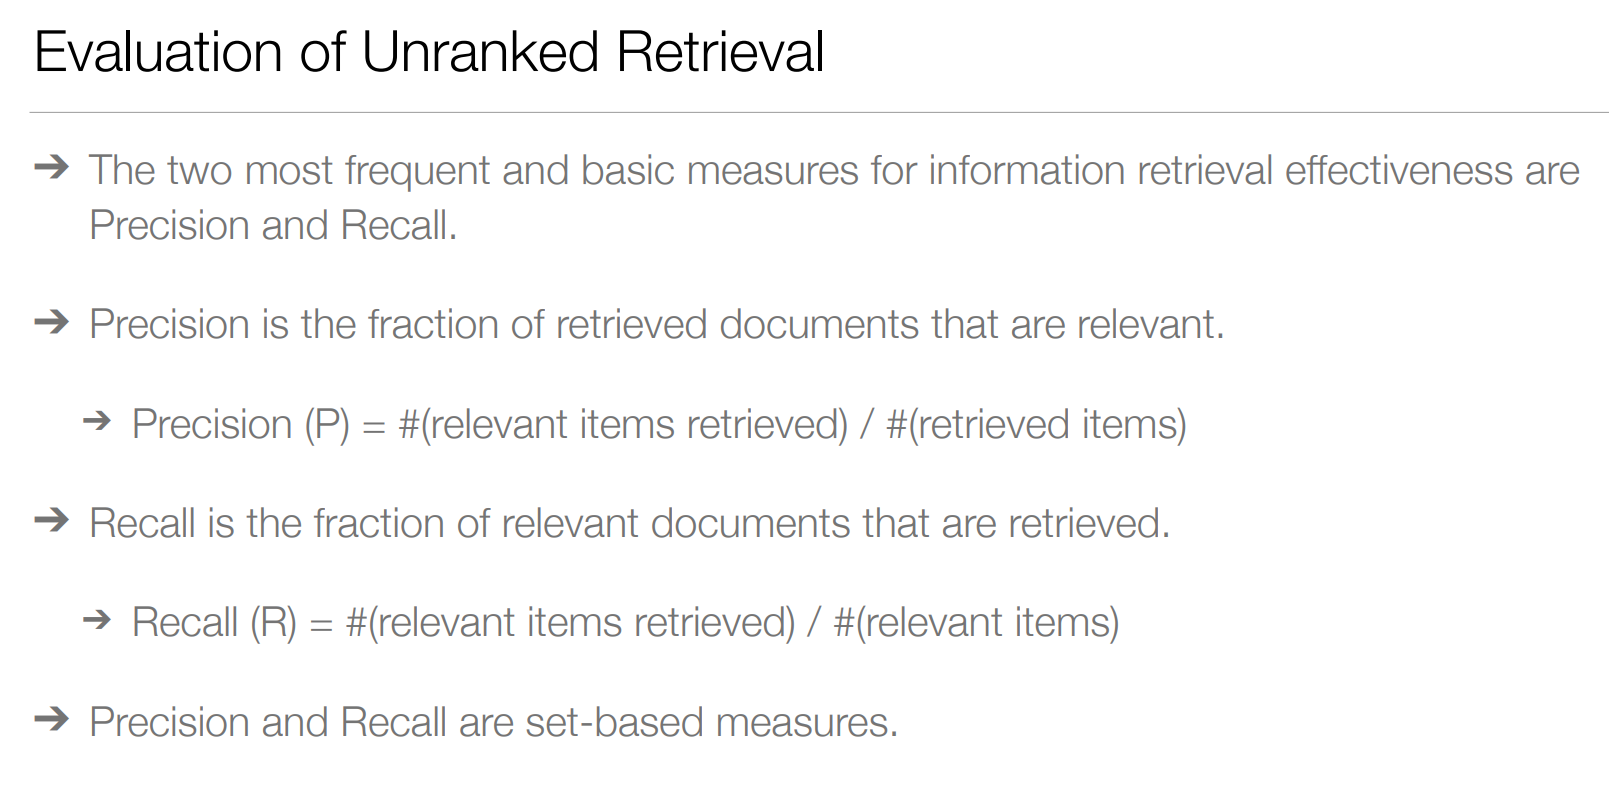 Evaluation of Unranked Retrieval
➔ The two most frequent and basic measures for information retrieval effectiveness are
Precision and Recall.
➔ Precision is the fraction of retrieved documents that are relevant.
➔ Precision (P) = #(relevant items retrieved) / #(retrieved items)
➔ Recall is the fraction of relevant documents that are retrieved.
➔ Recall (R) = #(relevant items retrieved) / #(relevant items)
➔ Precision and Recall are set-based measures.